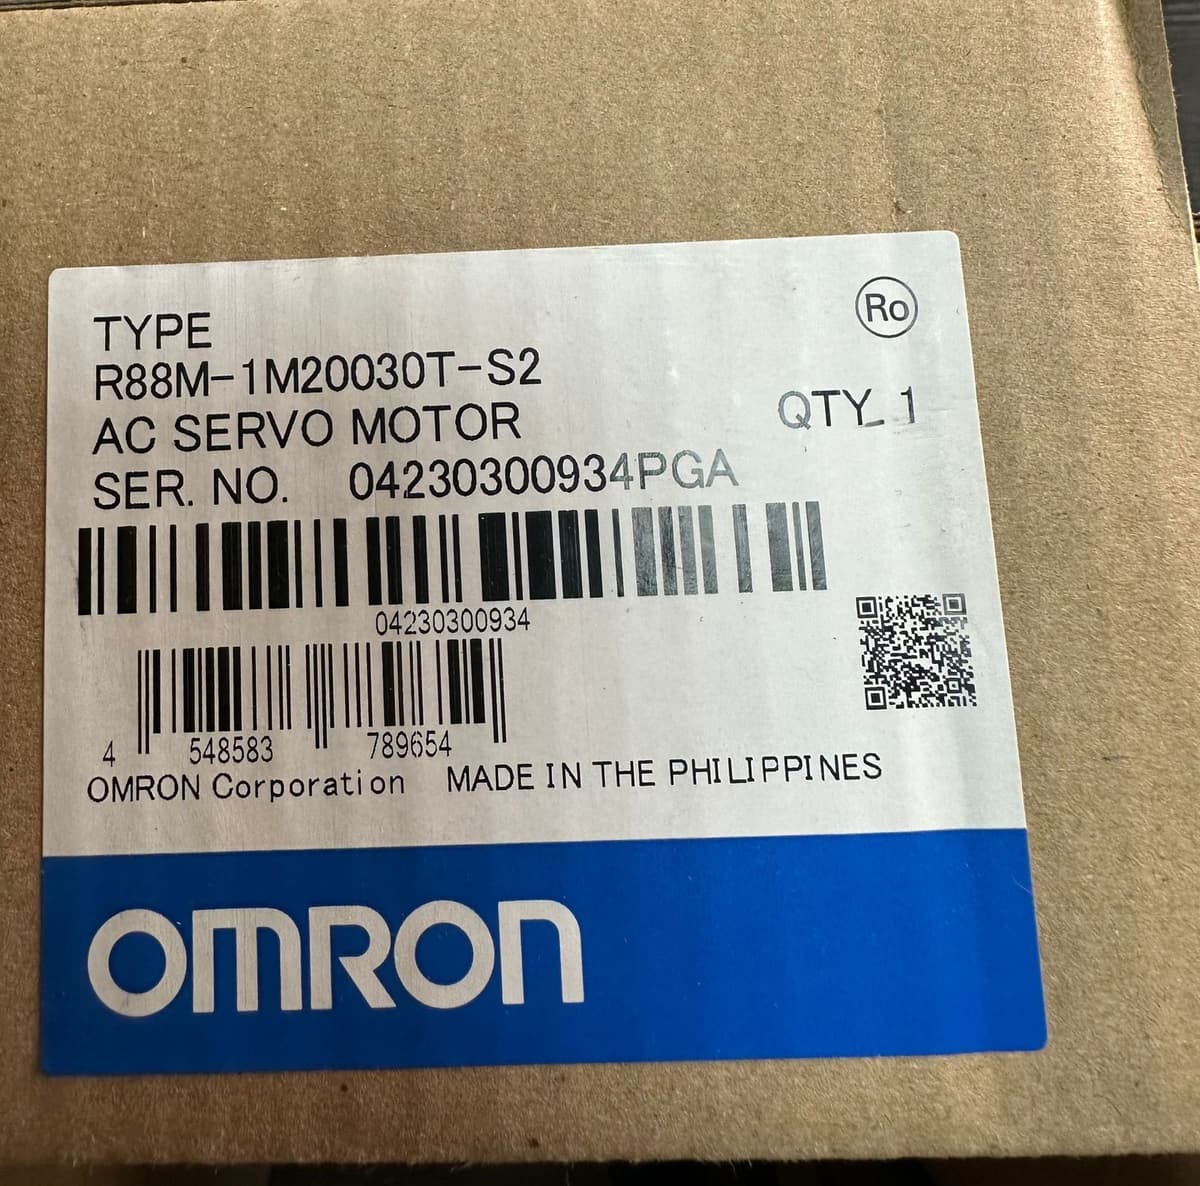 Ro
TYPE
R88M-1M20030T-S2
AC SERVO MOTOR
QTY. 1
SER. NO. 04230300934PGA
04230300934
4 548583 789654
OMRON Corporation MADE IN THE PHILIPPINES
OMRON